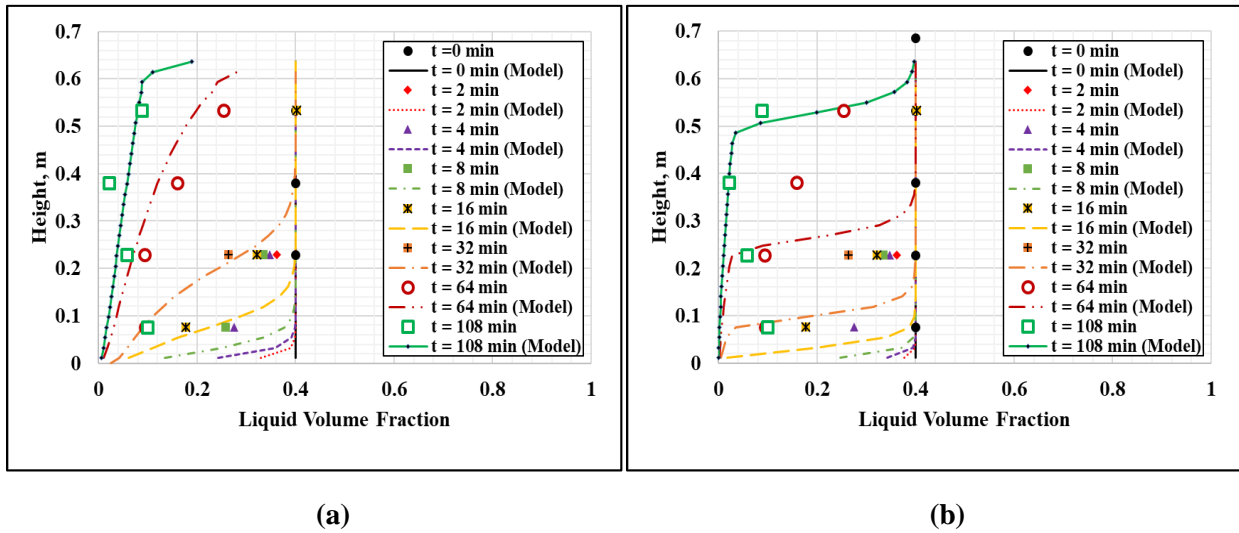 0.7
0.6
0.5
0.4
0.3
0.2
0.1
0
Height, m
0
0.2
0.4
0.6
0.8
1
Liquid Volume Fraction
t =0 min
t = 0 min (Model)
t = 2 min
t = 2 min (Model)
t = 4 min
t = 4 min (Model)
t = 8 min
t = 8 min (Model)
t = 16 min
t = 16 min (Model)
t = 32 min
t = 32 min (Model)
t = 64 min
t = 64 min (Model)
t = 108 min
t = 108 min (Model)
(a)
0.7
0.6
0.5
0.4
0.3
0.2
0.1
0
Height, m
0
0.2
0.4
0.6
0.8
1
Liquid Volume Fraction
t = 0 min
t = 0 min (Model)
t = 2 min
t = 2 min (Model)
t = 4 min
t = 4 min (Model)
t = 8 min
t = 8 min (Model)
t = 16 min
t = 16 min (Model)
t = 32 min
t = 32 min (Model)
t = 64 min
t = 64 min (Model)
t = 108 min
t = 108 min (Model)
(b)